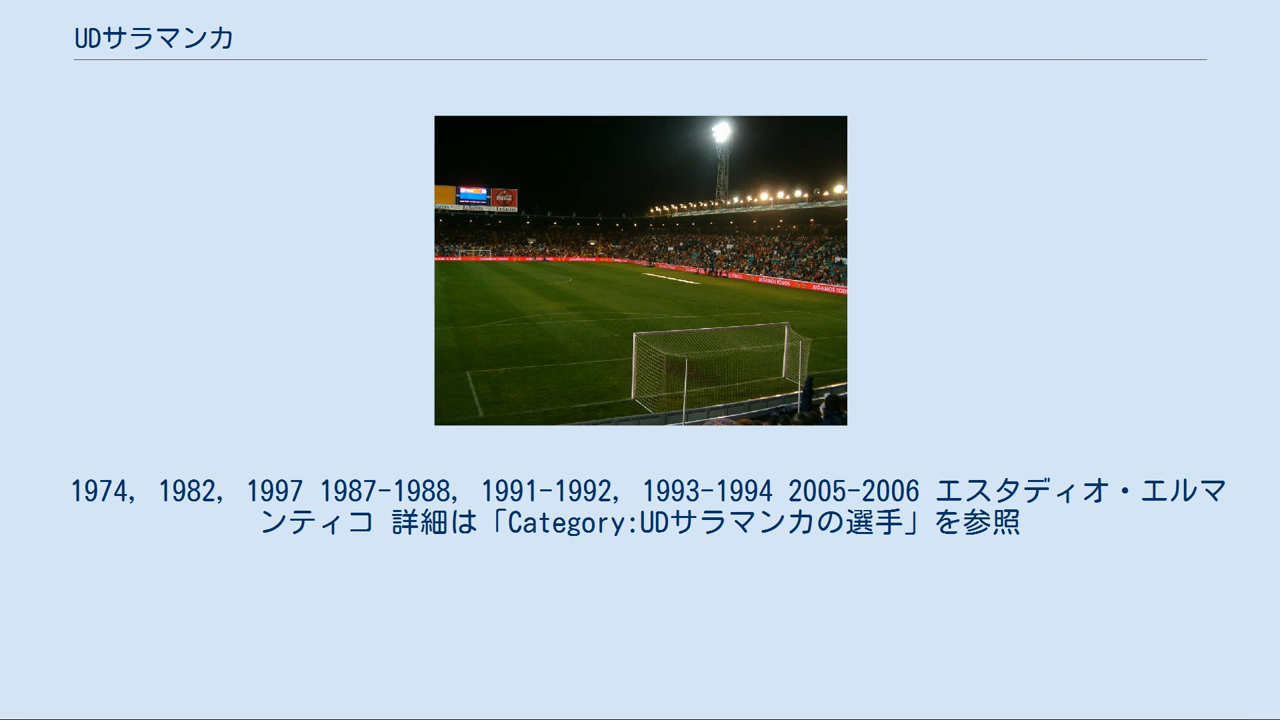 UDサラマンカ
Coca-Cola
1974, 1982, 1997 1987-1988, 1991-1992, 1993-1994 2005-2006 エスタディオ・エルマ
ンティコ 詳細は「Category:UDサラマンカの選手」を参照